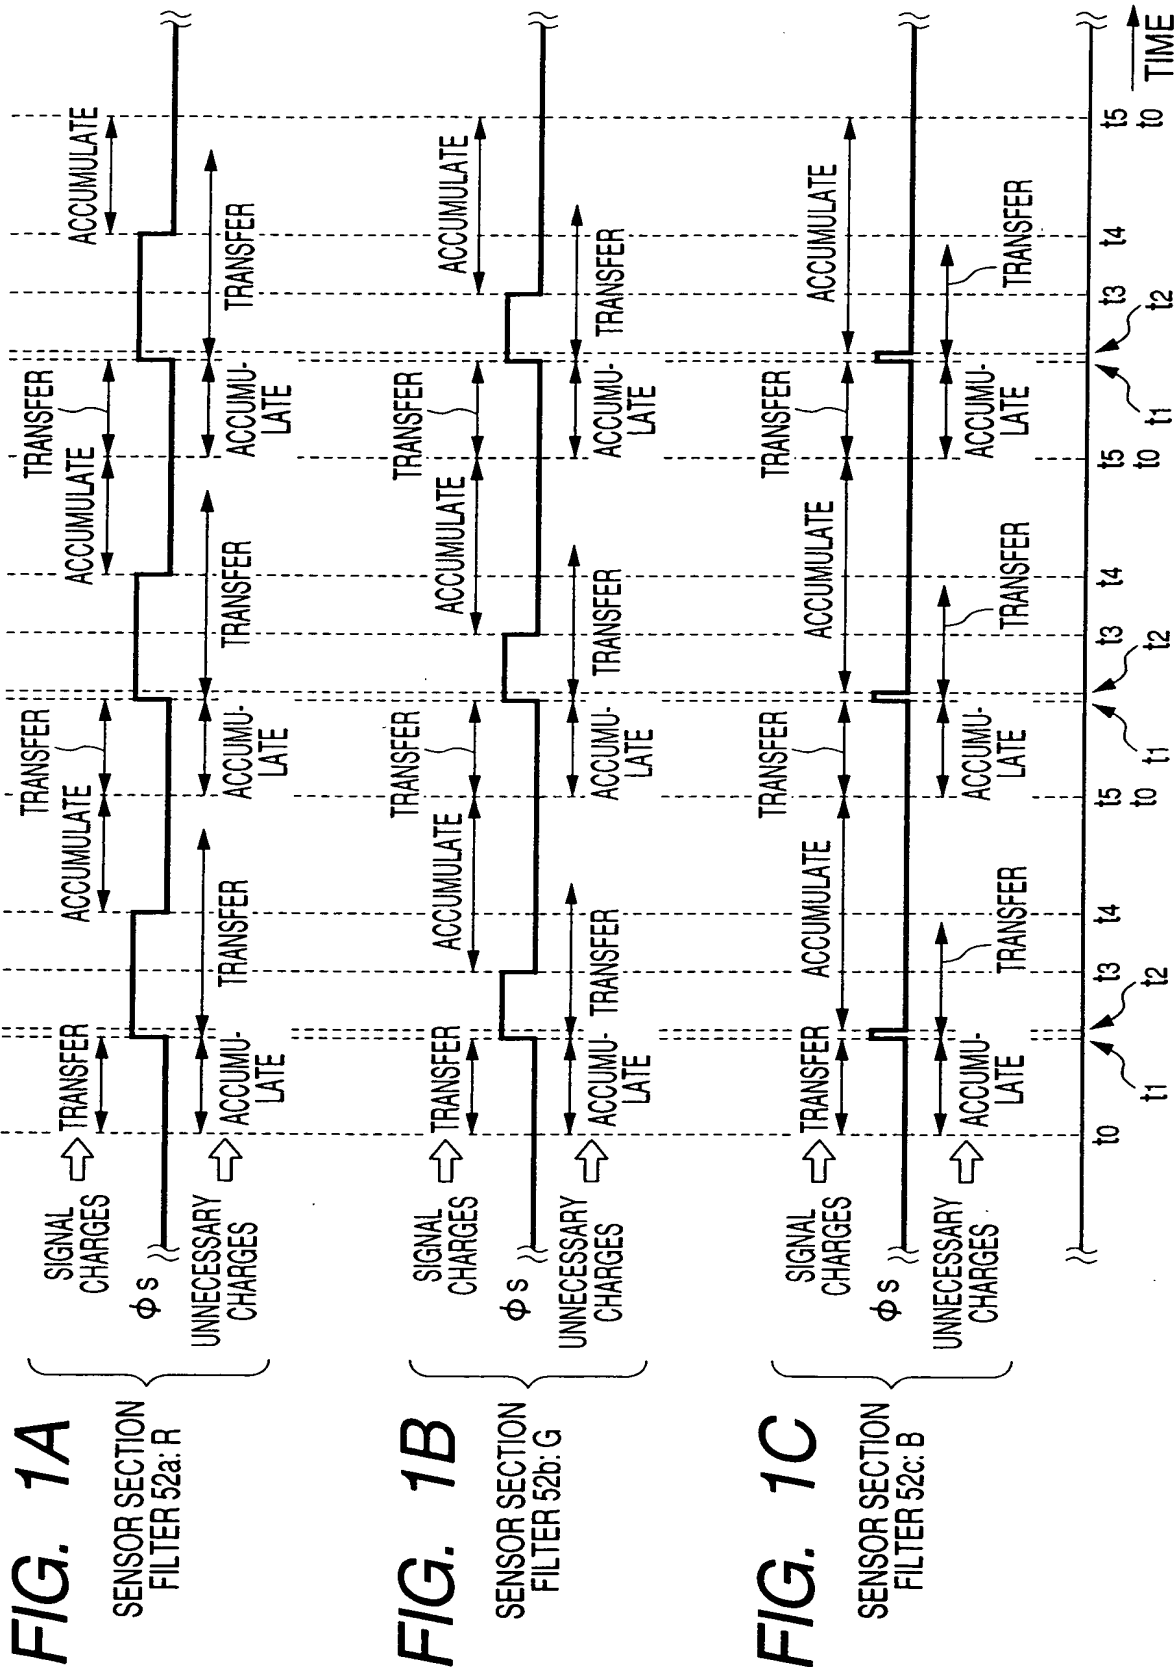 FIG. 1A
SENSOR SECTION
FILTER 52a: R
SIGNAL
CHARGES
TRANSFER
ACCUMULATE
TRANSFER
ACCUMULATE
TRANSFER
ACCUMULATE
ϕs
UNNECESSARY
CHARGES
ACCUMU-
LATE
TRANSFER
ACCUMU-
LATE
TRANSFER
ACCUMU-
LATE
TRANSFER
FIG. 1B
SENSOR SECTION
FILTER 52b: G
SIGNAL
CHARGES
TRANSFER
ACCUMULATE
TRANSFER
ACCUMULATE
TRANSFER
ACCUMULATE
ϕs
UNNECESSARY
CHARGES
ACCUMU-
LATE
TRANSFER
ACCUMU-
LATE
TRANSFER
ACCUMU-
LATE
TRANSFER
FIG. 1C
SENSOR SECTION
FILTER 52c: B
SIGNAL
CHARGES
TRANSFER
ACCUMULATE
TRANSFER
ACCUMULATE
TRANSFER
ACCUMULATE
ϕs
UNNECESSARY
CHARGES
ACCUMU-
LATE
TRANSFER
ACCUMU-
LATE
TRANSFER
ACCUMU-
LATE
TRANSFER
t0 t3 t4 t5 t3 t4 t5 t3 t4 t5
t1 t2 t0 t1 t2 t0 t1 t2 t0
TIME